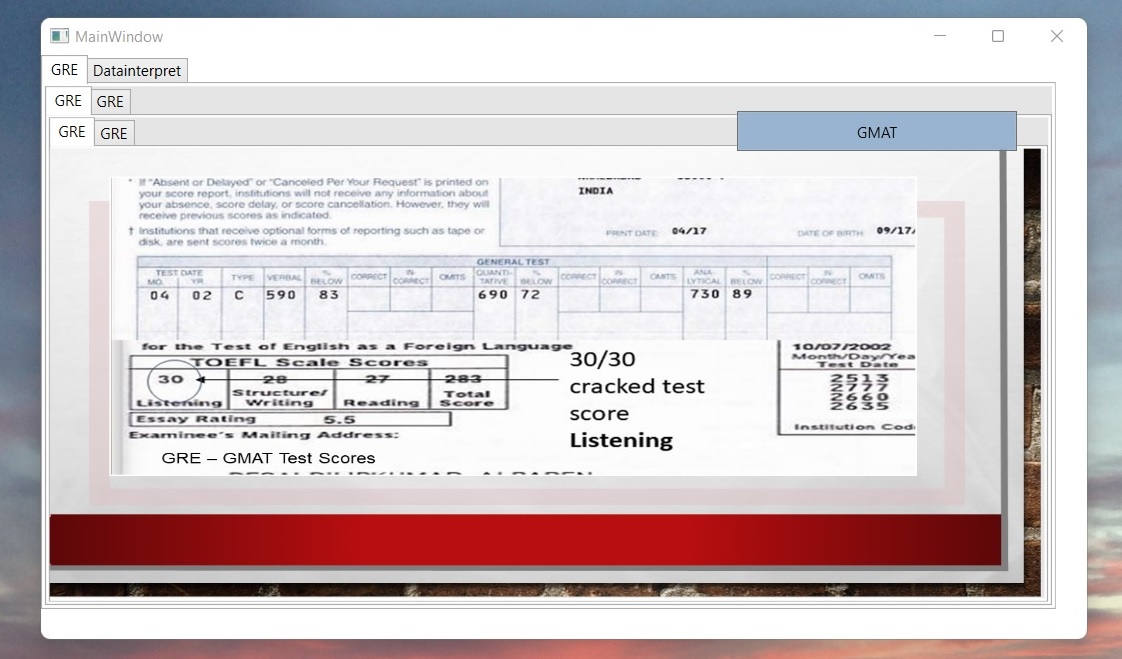 MainWindow
GRE Datainterpret
GRE GRE
GRE GRE
GMAT
* If "Absent or Delayed" or "Canceled Per Your Request" is printed on
your score report, institutions will not receive any information about
your absence, score delay, or score cancellation. However, they will
receive previous scores as indicated.
† Institutions that receive optional forms of reporting such as tape or
disk, are sent scores twice a month.
INDIA
PRINT DATE: 04/17 DATE OF BIRTH: 09/17/
GENERAL TEST
TEST DATE
MO. YR. TYPE VERBAL % BELOW CORRECT IN- CORRECT OMITS QUANTI- TATIVE % BELOW CORRECT IN- CORRECT OMITS ANA- LYTICAL % BELOW CORRECT IN- CORRECT OMITS
04 02 C 590 83 690 72 730 89
for the Test of English as a Foreign Language
TOEFL Scale Scores
30 28 27 283
Listening Structure/ Writing Reading Total Score
Essay Rating 5.5
Examinee's Mailing Address:
GRE – GMAT Test Scores
30/30
cracked test
score
Listening
10/07/2002
Month/Day/Yea
Test Date
2513
2777
2660
2635
Institution Cod